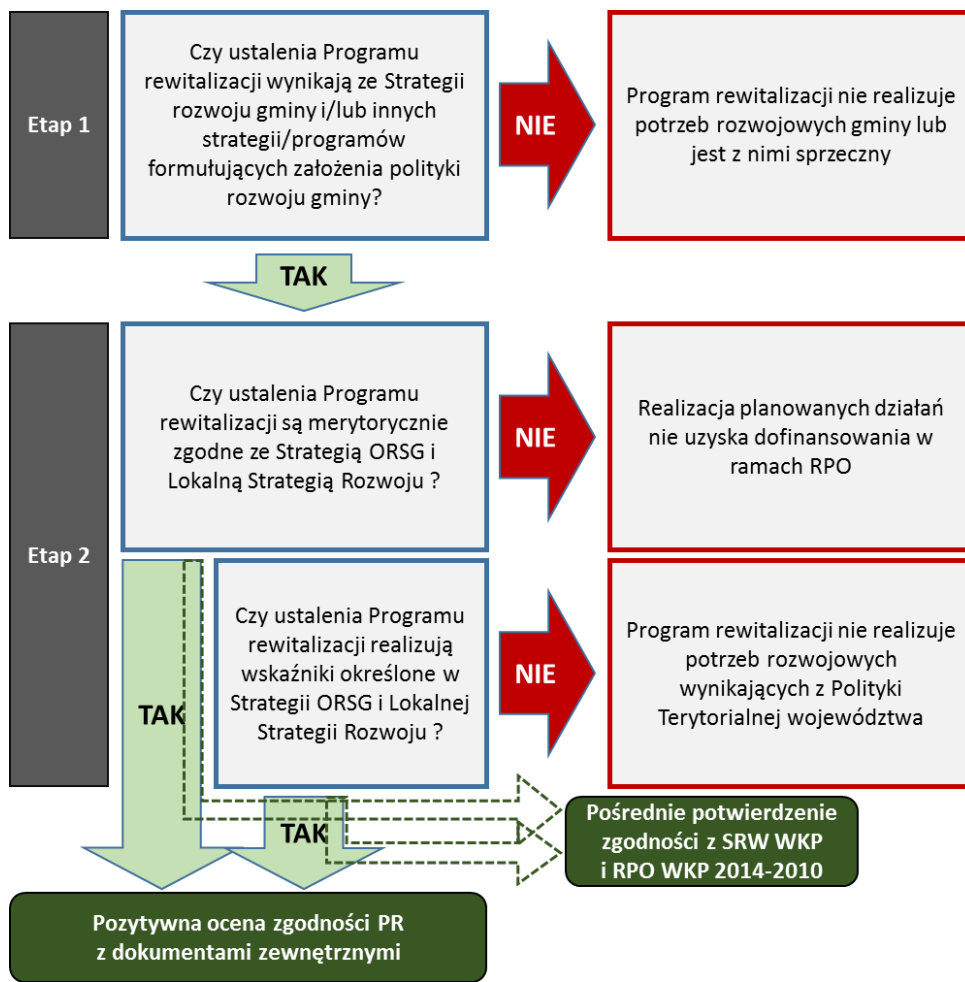 Etap 1
Czy ustalenia Programu
rewitalizacji wynikają ze Strategii
rozwoju gminy i/lub innych
strategii/programów
formułujących założenia polityki
rozwoju gminy?
NIE
Program rewitalizacji nie realizuje
potrzeb rozwojowych gminy lub
jest z nimi sprzeczny
TAK
Etap 2
Czy ustalenia Programu
rewitalizacji są merytorycznie
zgodne ze Strategią ORSG i
Lokalną Strategią Rozwoju ?
NIE
Realizacja planowanych działań
nie uzyska dofinansowania w
ramach RPO
TAK
Czy ustalenia Programu
rewitalizacji realizują
wskaźniki określone w
Strategii ORSG i Lokalnej
Strategii Rozwoju ?
NIE
Program rewitalizacji nie realizuje
potrzeb rozwojowych
wynikających z Polityki
Terytorialnej województwa
TAK
Pośrednie potwierdzenie
zgodności z SRW WKP
i RPO WKP 2014-2010
Pozytywna ocena zgodności PR
z dokumentami zewnętrznymi